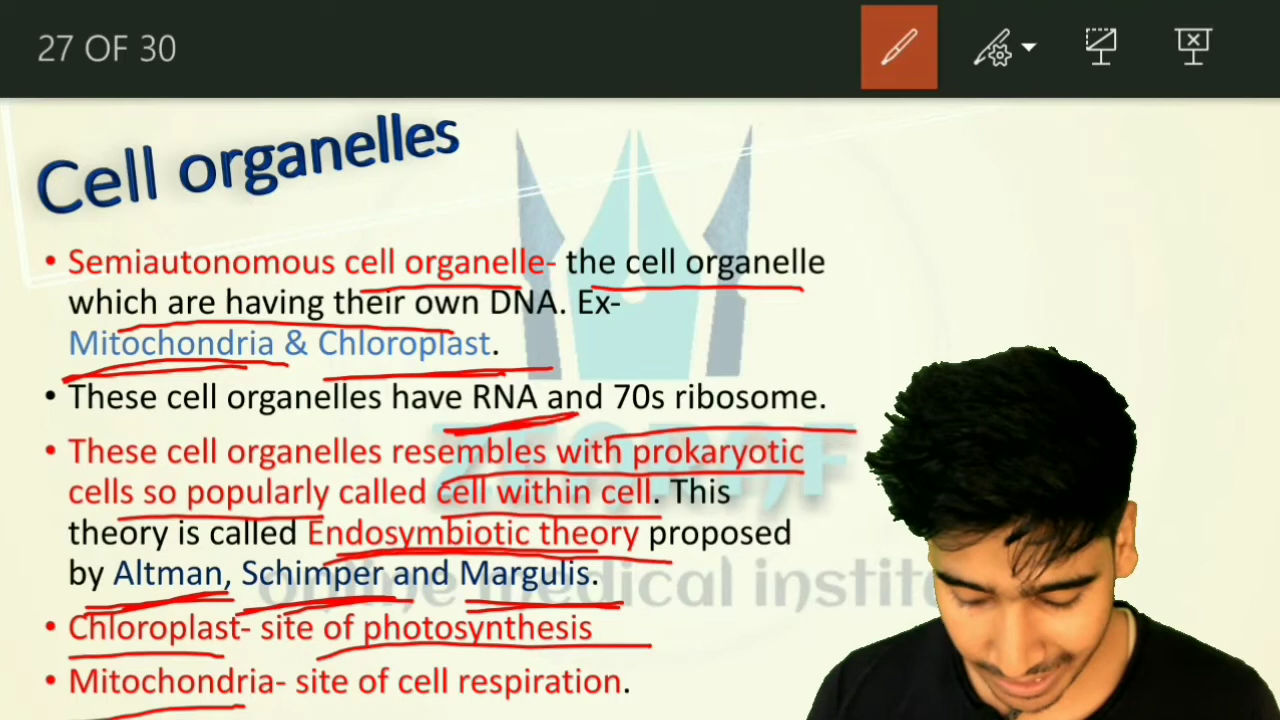 27 OF 30
Cell organelles
• Semiautonomous cell organelle- the cell organelle
which are having their own DNA. Ex-
Mitochondria & Chloroplast.
• These cell organelles have RNA and 70s ribosome.
• These cell organelles resembles with prokaryotic
cells so popularly called cell within cell. This
theory is called Endosymbiotic theory proposed
by Altman, Schimper and Margulis.
online medical
• Chloroplast- site of photosynthesis
• Mitochondria- site of cell respiration.